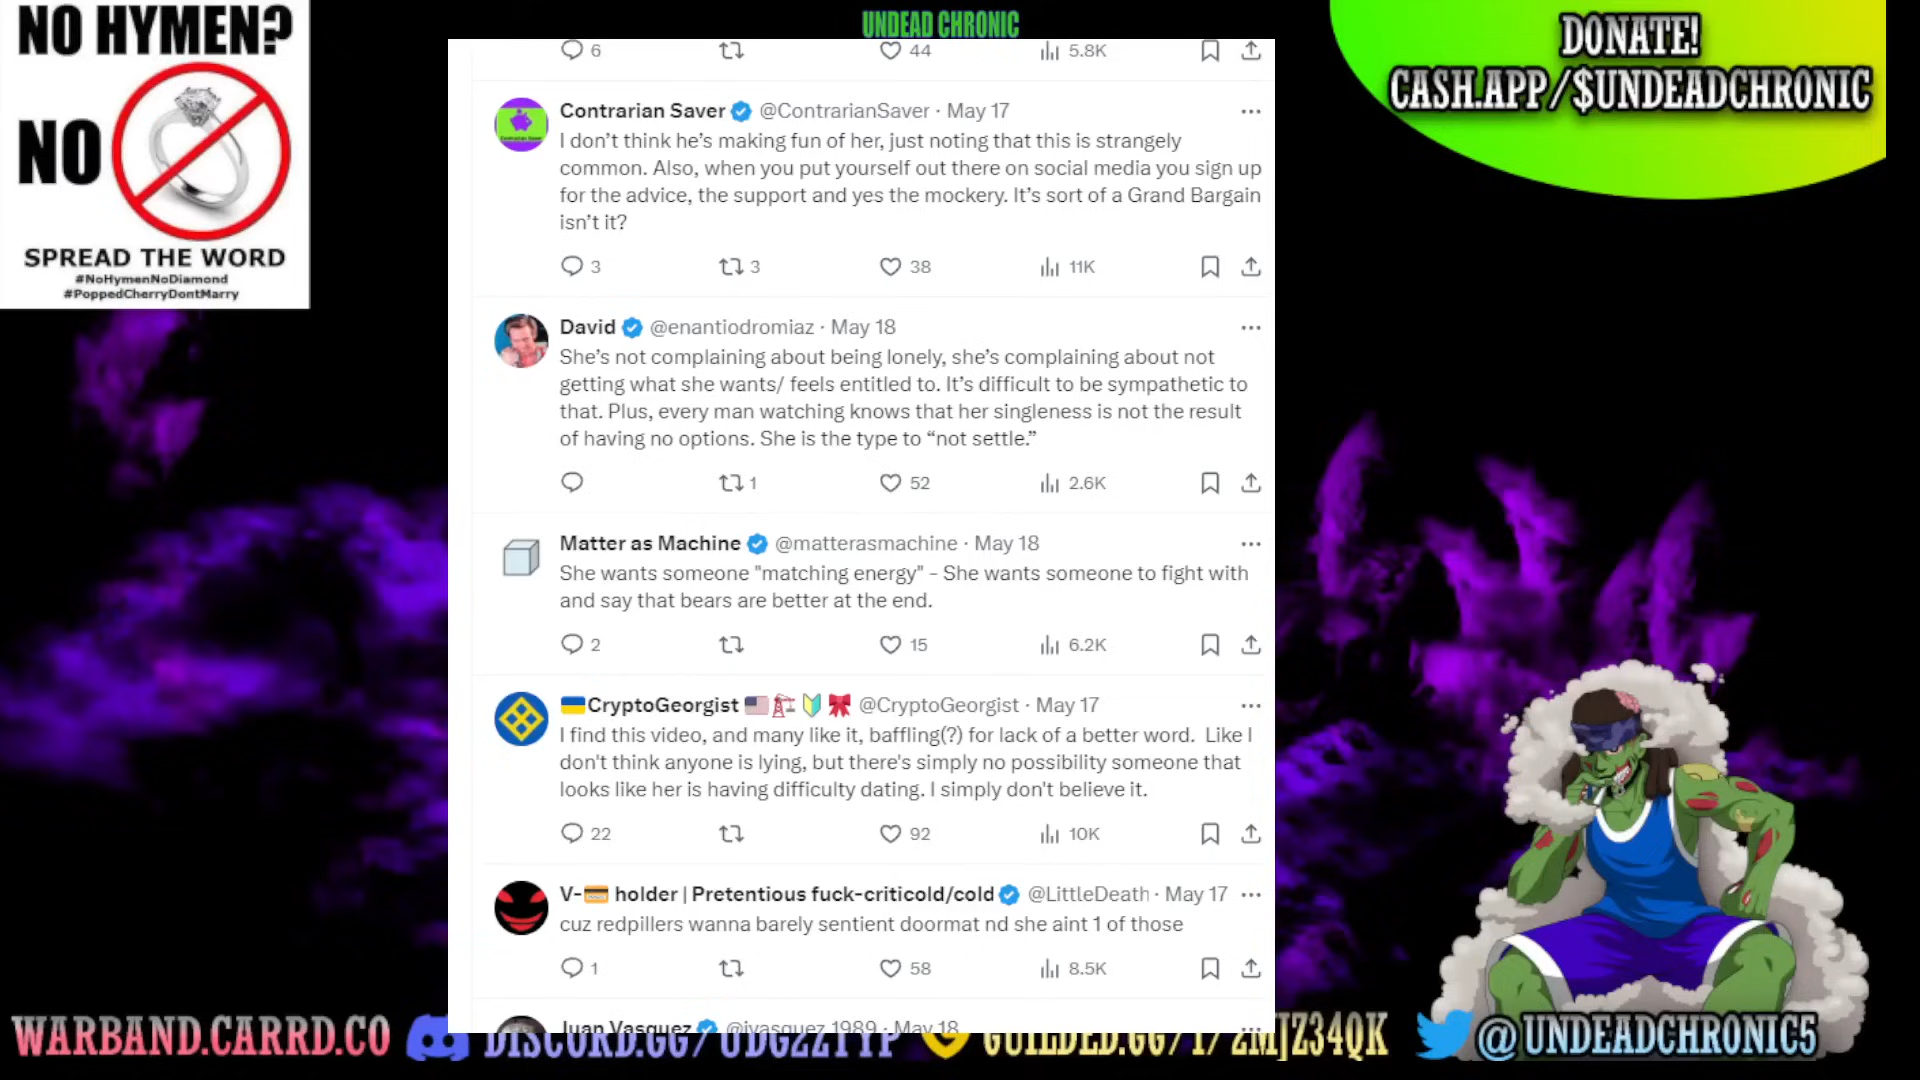 NO HYMEN?
NO
SPREAD THE WORD
#NoHymenNoDiamond
#PoppedCherryDontMarry
UNDEAD CHRONIC
DONATE!
CASH.APP/$UNDEADCHRONIC
6 44 5.8K
Contrarian Saver @ContrarianSaver · May 17
I don’t think he’s making fun of her, just noting that this is strangely
common. Also, when you put yourself out there on social media you sign up
for the advice, the support and yes the mockery. It’s sort of a Grand Bargain
isn’t it?
3 3 38 11K
David @enantiodromiaz · May 18
She’s not complaining about being lonely, she’s complaining about not
getting what she wants/ feels entitled to. It’s difficult to be sympathetic to
that. Plus, every man watching knows that her singleness is not the result
of having no options. She is the type to “not settle.”
1 52 2.6K
Matter as Machine @matterasmachine · May 18
She wants someone "matching energy" - She wants someone to fight with
and say that bears are better at the end.
2 15 6.2K
CryptoGeorgist @CryptoGeorgist · May 17
I find this video, and many like it, baffling(?) for lack of a better word. Like I
don't think anyone is lying, but there's simply no possibility someone that
looks like her is having difficulty dating. I simply don't believe it.
22 92 10K
V- holder | Pretentious fuck-criticold/cold @LittleDeath · May 17
cuz redpillers wanna barely sentient doormat nd she aint 1 of those
1 58 8.5K
Juan Vasquez @jvasquez_1989 · May 18
WARBAND.CARRD.CO
@UNDEADCHRONIC5